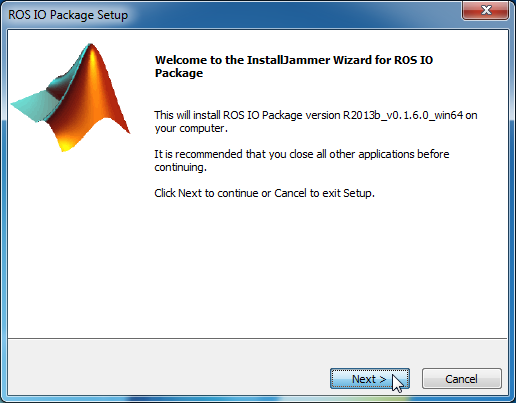 ROS IO Package Setup
Welcome to the InstallJammer Wizard for ROS IO
Package
This will install ROS IO Package version R2013b_v0.1.6.0_win64 on
your computer.
It is recommended that you close all other applications before
continuing.
Click Next to continue or Cancel to exit Setup.
Next >
Cancel